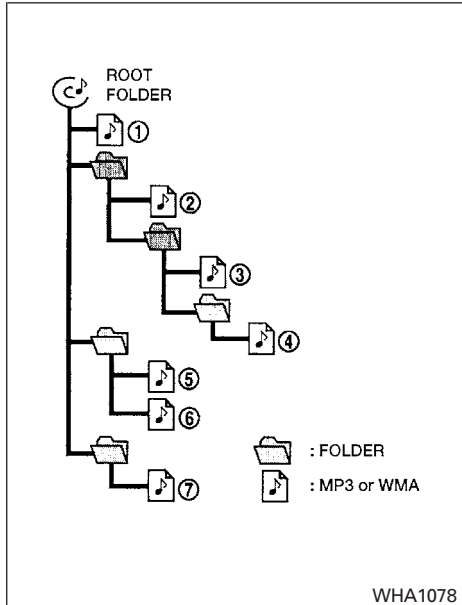 ROOT
FOLDER
①
②
③
④
⑤
⑥
⑦
: FOLDER
: MP3 or WMA
WHA1078